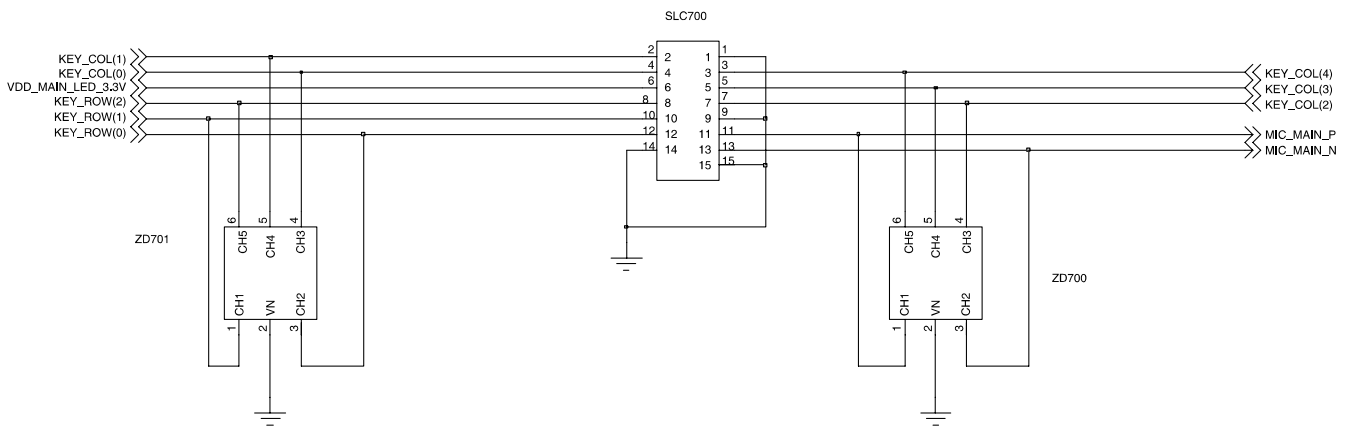 SLC700
KEY_COL(1) 2 2 1 1
KEY_COL(0) 4 4 3 3 KEY_COL(4)
VDD_MAIN_LED_3.3V 6 6 5 5 KEY_COL(3)
KEY_ROW(2) 8 8 7 7 KEY_COL(2)
KEY_ROW(1) 10 10 9 9
KEY_ROW(0) 12 12 11 11 MIC_MAIN_P
14 14 13 13 MIC_MAIN_N
15 15
6 5 4 6 5 4
ZD701 CH5 CH4 CH3 CH5 CH4 CH3
CH1 VN CH2 CH1 VN CH2 ZD700
1 2 3 1 2 3